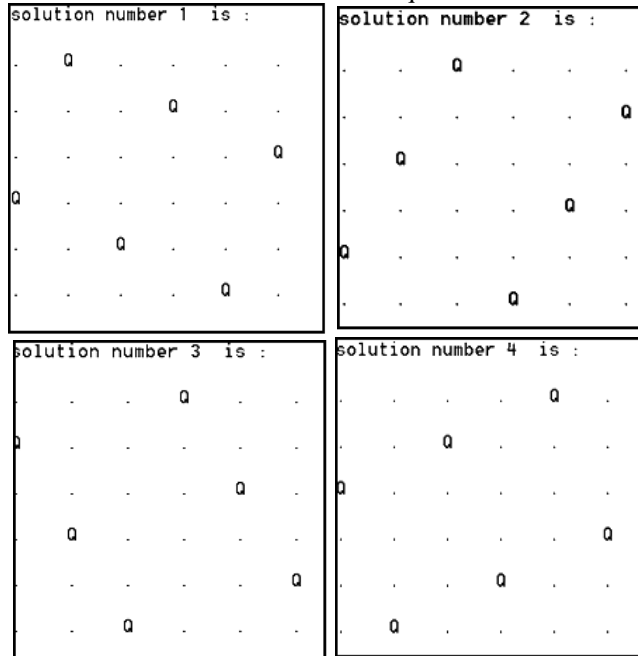 solution number 1 is :
. Q . . . .
. . . Q . .
. . . . . Q
Q . . . . .
. . Q . . .
. . . . Q .
solution number 2 is :
. . Q . . .
. . . . . Q
. Q . . . .
. . . . Q .
Q . . . . .
. . . Q . .
solution number 3 is :
. . . Q . .
Q . . . . .
. . . . Q .
. Q . . . .
. . . . . Q
. . Q . . .
solution number 4 is :
. . . . Q .
. . Q . . .
Q . . . . .
. . . . . Q
. . . Q . .
. Q . . . .